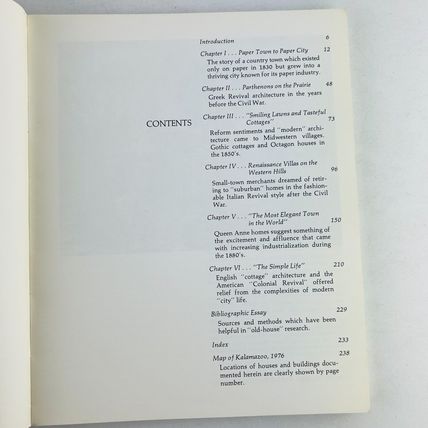 CONTENTS
Introduction 6
Chapter I . . . Paper Town to Paper City 12
The story of a country town which existed
only on paper in 1830 but grew into a
thriving city known for its paper industry.
Chapter II . . Parthenons on the Prairie 48
Greek Revival architecture in the years
before the Civil War.
Chapter III . . . "Smiling Lawns and Tasteful
Cottages" 73
Reform sentiments and "modern" archi-
tecture came to Midwestern villages.
Gothic cottages and Octagon houses in
the 1850's.
Chapter IV . . . Renaissance Villas on the
Western Hills 96
Small-town merchants dreamed of retir-
ing to "suburban" homes in the fashion-
able Italian Revival style after the Civil
War.
Chapter V . . . "The Most Elegant Town
in the World" 150
Queen Anne homes suggest something of
the excitement and affluence that came
with increasing industrialization during
the 1880's.
Chapter VI . . . "The Simple Life" 210
English "cottage" architecture and the
American "Colonial Revival" offered
relief from the complexities of modern
"city" life.
Bibliographic Essay 229
Sources and methods which have been
helpful in "old-house" research.
Index 233
Map of Kalamazoo, 1976 238
Locations of houses and buildings docu-
mented herein are clearly shown by page
number.